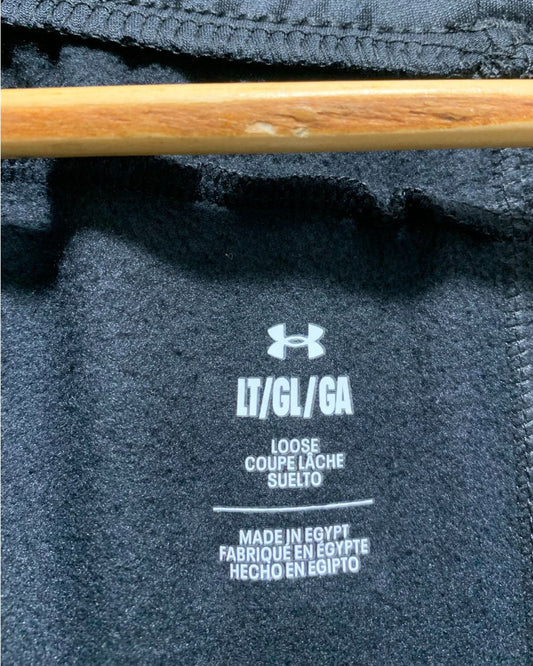 LT/GL/GA
LOOSE
COUPE LÂCHE
SUELTO
MADE IN EGYPT
FABRIQUÉ EN ÉGYPTE
HECHO EN EGIPTO